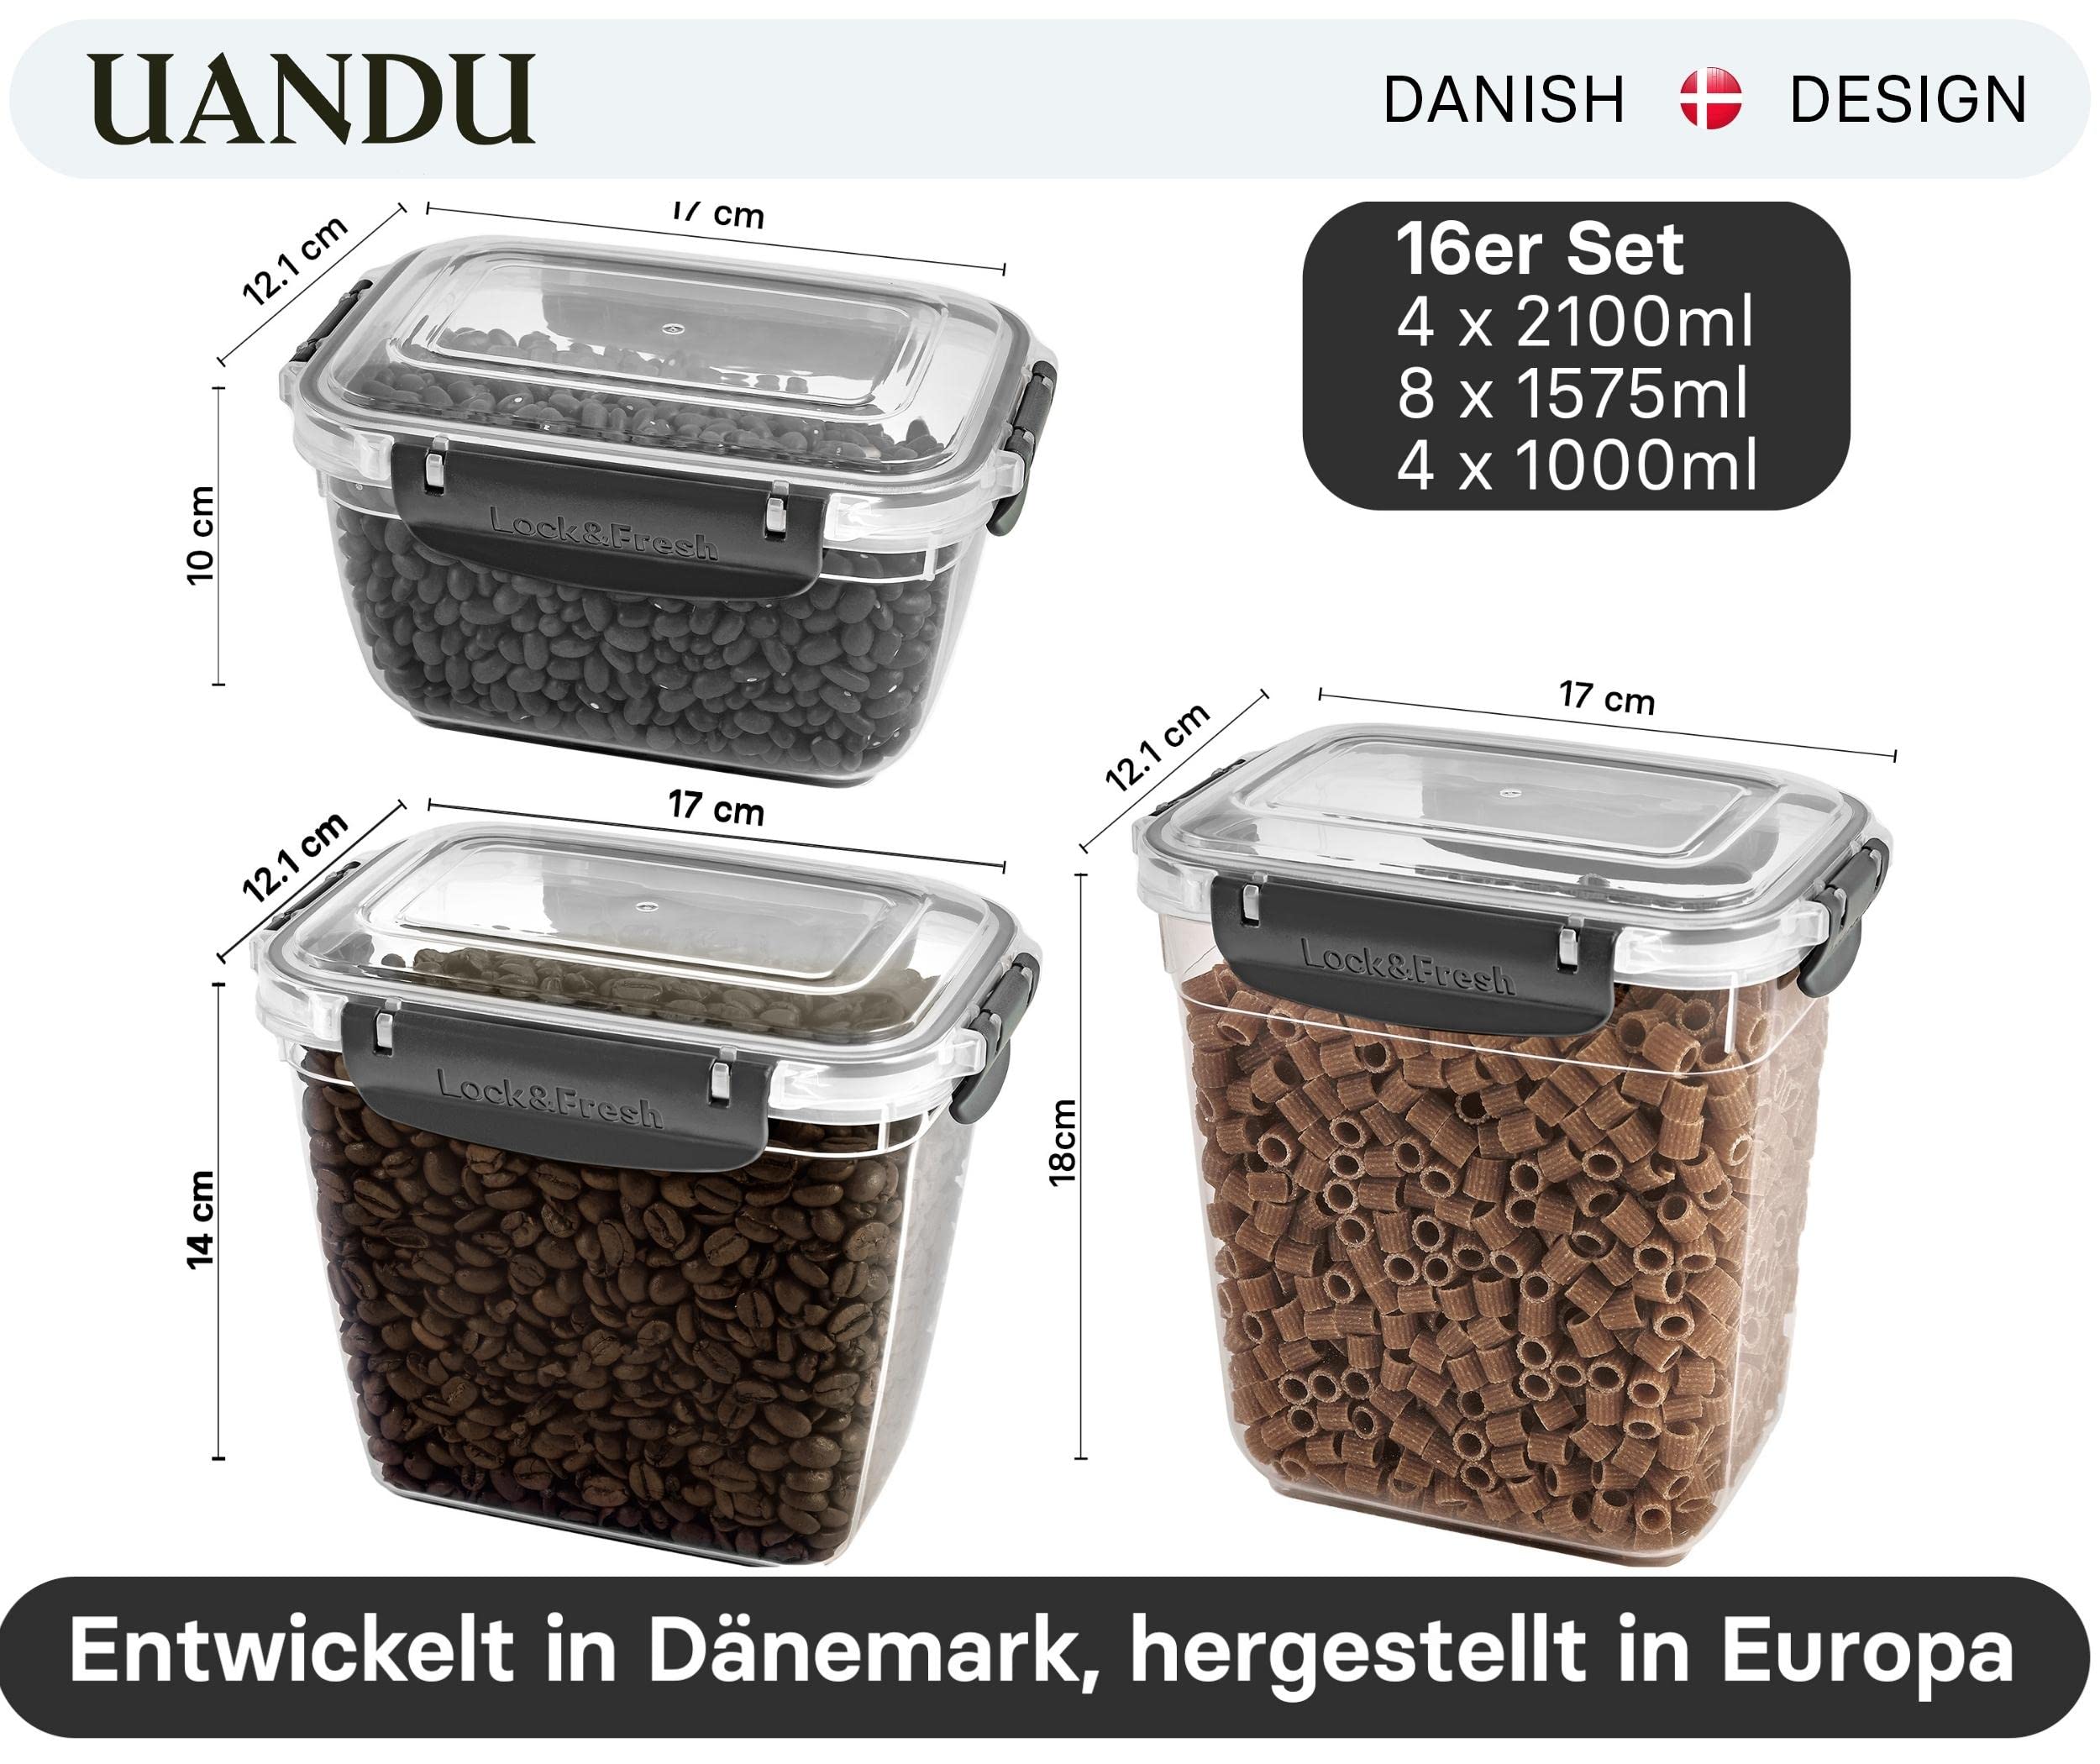 UANDU
DANISH DESIGN
12.1 cm
17 cm
10 cm
Lock&Fresh
16er Set
4 x 2100ml
8 x 1575ml
4 x 1000ml
12.1 cm
17 cm
14 cm
Lock&Fresh
12.1 cm
17 cm
18cm
Lock&Fresh
Entwickelt in Dänemark, hergestellt in Europa